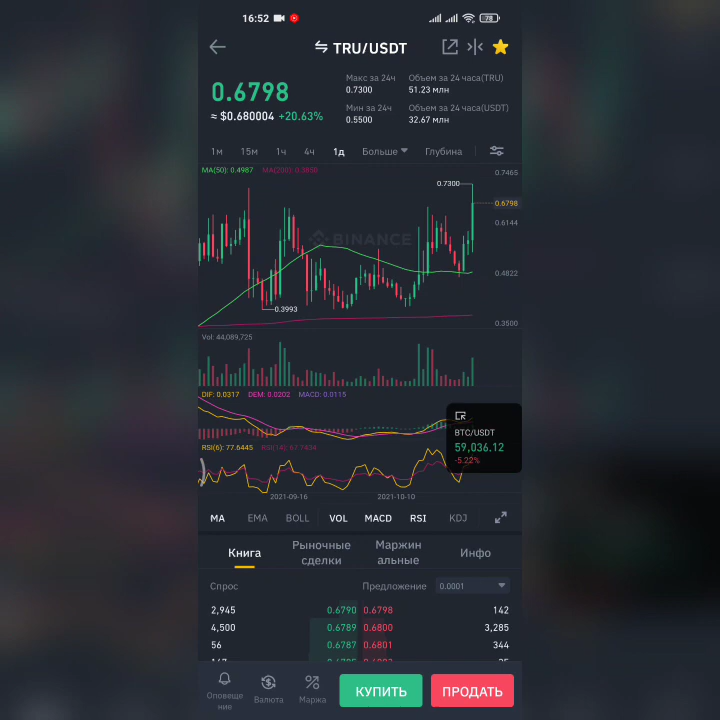 16:52
78
TRU/USDT
0.6798
≈ $0.680004 +20.63%
Макс за 24ч
0.7300
Объем за 24 часа(TRU)
51.23 млн
Мин за 24ч
0.5500
Объем за 24 часа(USDT)
32.67 млн
1м 15м 1ч 4ч 1д Больше Глубина
MA(50): 0.4987 MA(200): 0.3850
0.7465
0.7300
0.6798
0.6144
BINANCE
0.4822
0.3993
0.3500
Vol: 44,089,725
DIF: 0.0317 DEM: 0.0202 MACD: 0.0115
BTC/USDT
59,036.12
-5.22%
RSI(6): 77.6445 RSI(14): 67.7434
2021-09-16 2021-10-10
MA EMA BOLL VOL MACD RSI KDJ
Книга
Рыночные
сделки
Маржин
альные
Инфо
Спрос Предложение 0.0001
2,945 0.6790 0.6798 142
4,500 0.6789 0.6800 3,285
56 0.6787 0.6801 344
Оповеще
ние
Валюта
Маржа
КУПИТЬ
ПРОДАТЬ